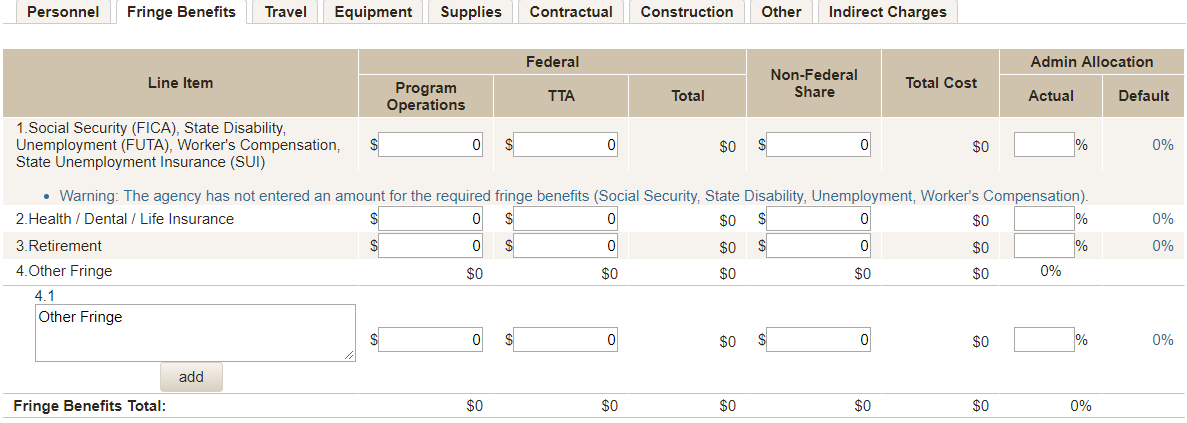 Personnel Fringe Benefits Travel Equipment Supplies Contractual Construction Other Indirect Charges
Line Item Federal Non-Federal Share Total Cost Admin Allocation
Program Operations TTA Total Actual Default
1.Social Security (FICA), State Disability,
Unemployment (FUTA), Worker's Compensation,
State Unemployment Insurance (SUI)
$ 0 $ 0 $0 $ 0 $0 % 0%
• Warning: The agency has not entered an amount for the required fringe benefits (Social Security, State Disability, Unemployment, Worker's Compensation).
2.Health / Dental / Life Insurance $ 0 $ 0 $0 $ 0 $0 % 0%
3.Retirement $ 0 $ 0 $0 $ 0 $0 % 0%
4.Other Fringe $0 $0 $0 $0 $0 0%
4.1
Other Fringe
$ 0 $ 0 $0 $ 0 $0 % 0%
add
Fringe Benefits Total: $0 $0 $0 $0 $0 0%